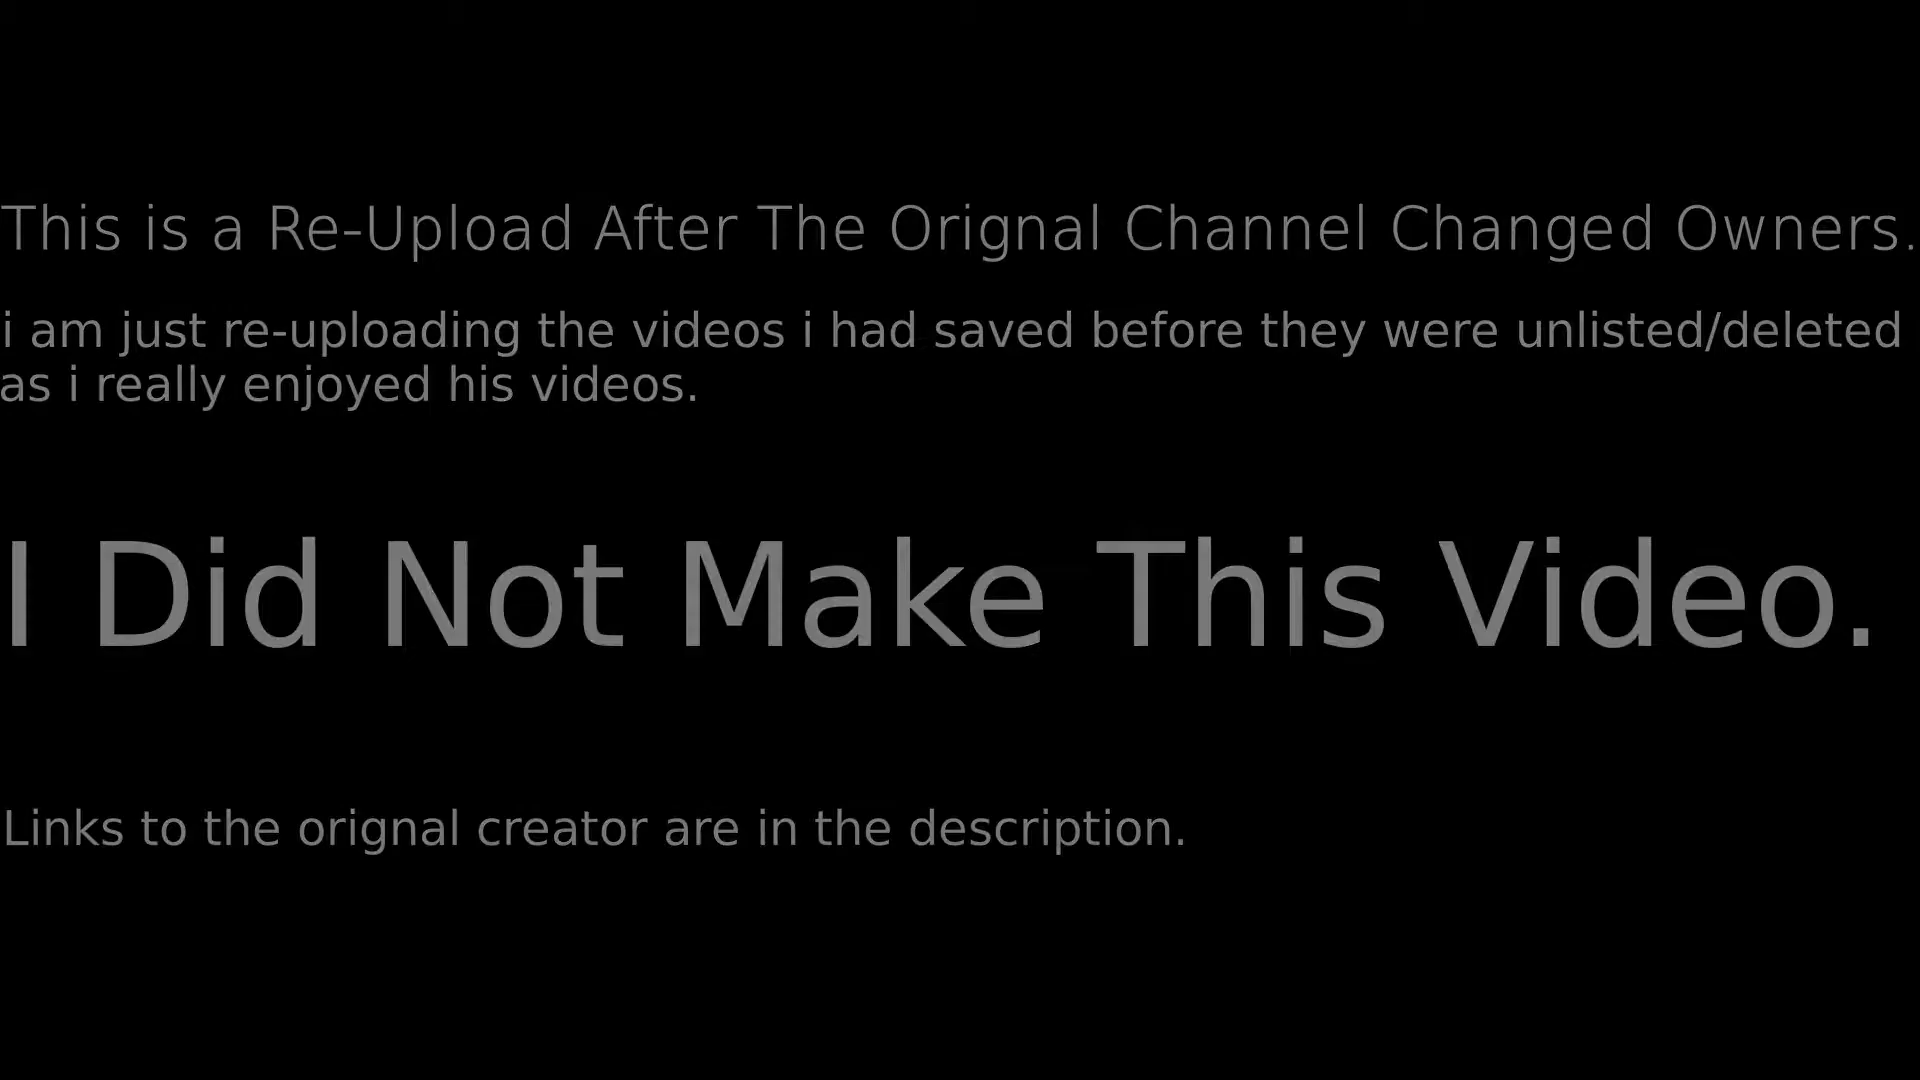 This is a Re-Upload After The Orignal Channel Changed Owners.
i am just re-uploading the videos i had saved before they were unlisted/deleted
as i really enjoyed his videos.
I Did Not Make This Video.
Links to the orignal creator are in the description.